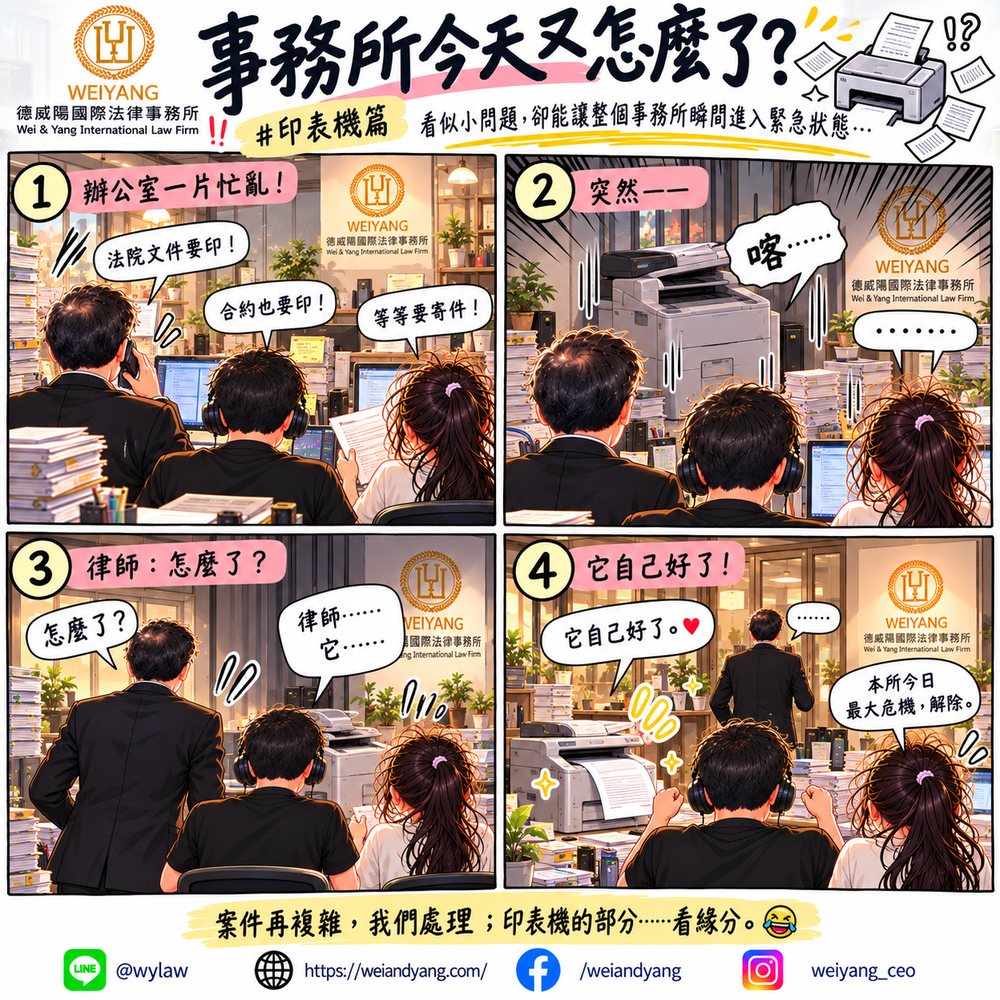 WEIYANG
德威陽國際法律事務所
Wei & Yang International Law Firm
事務所今天又怎麼了?
!?
!!
#印表機篇
看似小問題,卻能讓整個事務所瞬間進入緊急狀態…
1 辦公室一片忙亂!
WEIYANG
德威陽國際法律事務所
Wei & Yang International Law Firm
法院文件要印!
合約也要印!
等等要寄件!
2 突然——
喀……
WEIYANG
德威陽國際法律事務所
Wei & Yang International Law Firm
.......
3 律師:怎麼了?
怎麼了?
律師……
它……
WEIYANG
國際法律事務所
ng International Law Firm
4 它自己好了!
它自己好了。♥
……
WEIYANG
德威陽國際法律事務所
Wei & Yang International Law Firm
本所今日
最大危機,解除。
案件再複雜,我們處理;印表機的部分……看緣分。😂
LINE @wylaw
https://weiandyang.com/
/weiandyang
weiyang_ceo